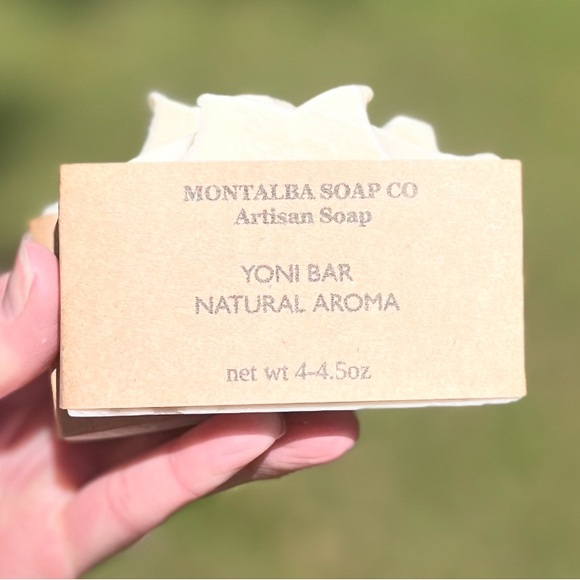 MONTALBA SOAP CO
Artisan Soap
YONI BAR
NATURAL AROMA
net wt 4-4.5oz